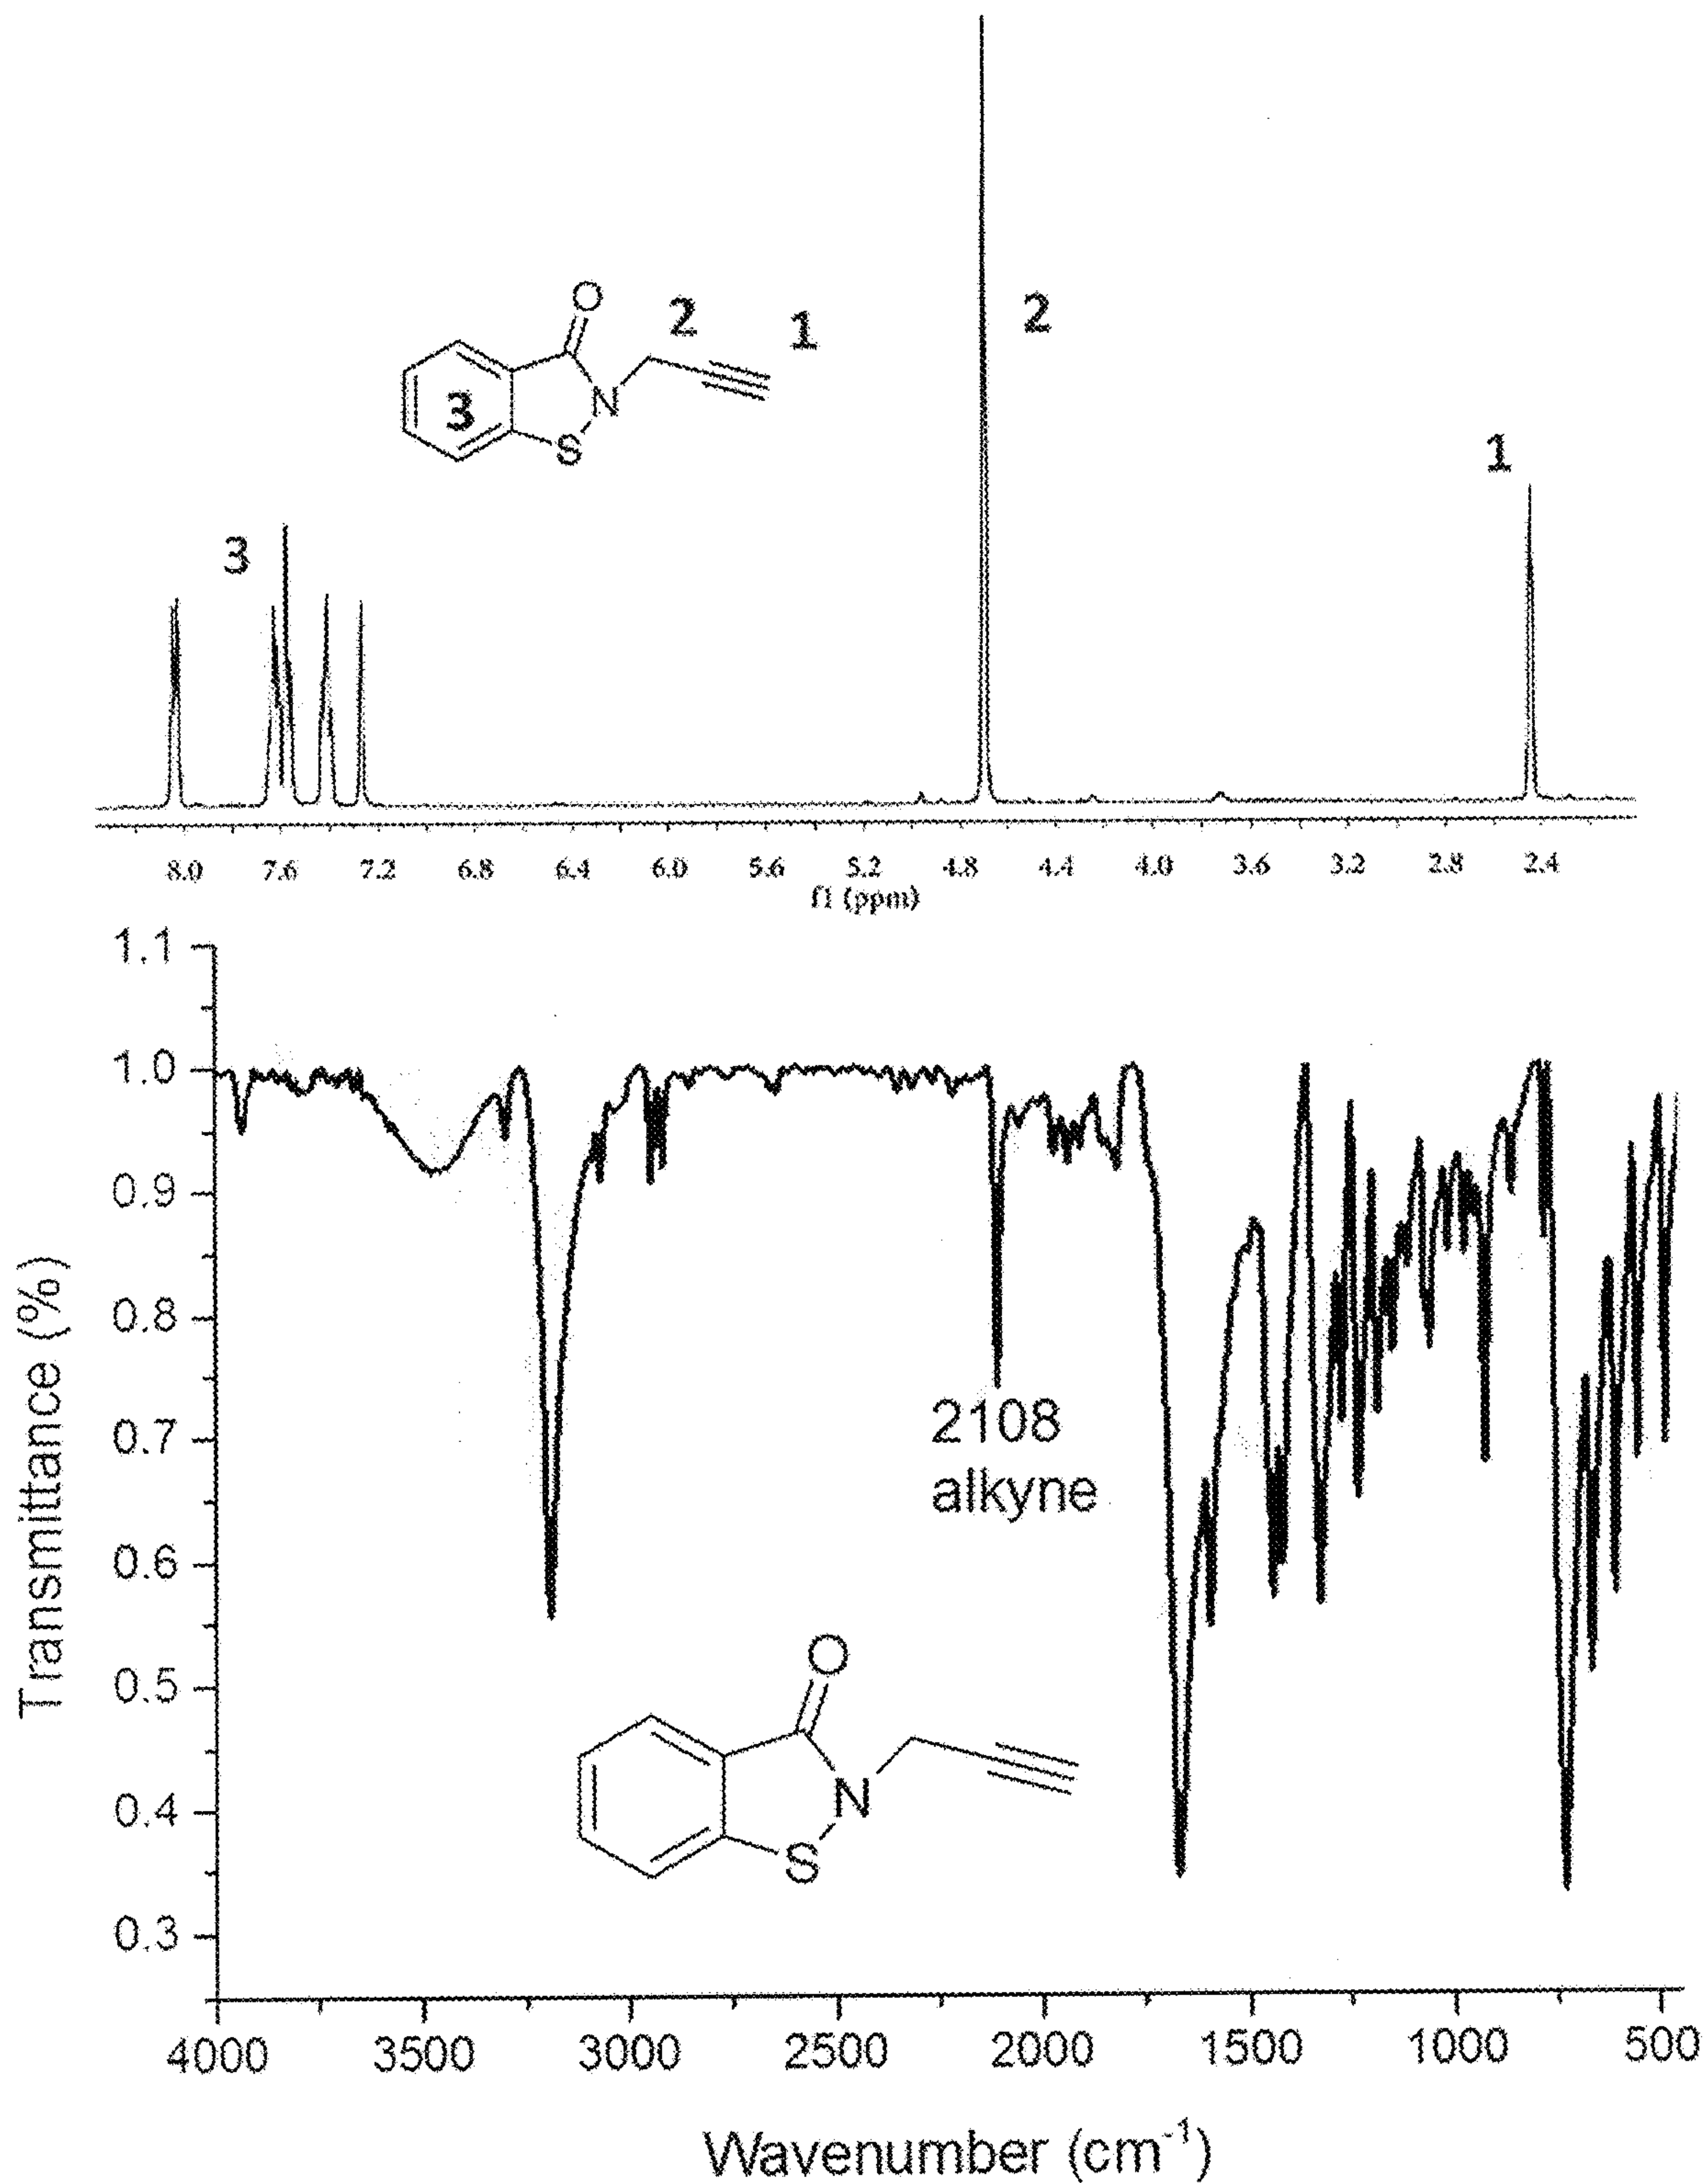 O
2
1
N
3
S
2
1
3
8.0 7.6 7.2 6.8 6.4 6.0 5.6 5.2 4.8 4.4 4.0 3.6 3.2 2.8 2.4
f1 (ppm)
1.1
1.0
0.9
0.8
0.7
0.6
0.5
0.4
0.3
Transmittance (%)
2108
alkyne
O
N
S
4000 3500 3000 2500 2000 1500 1000 500
Wavenumber (cm-1)